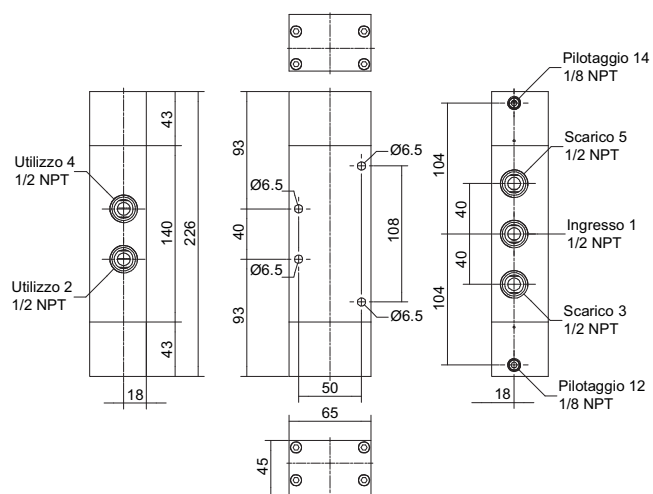 Utilizzo 4
1/2 NPT
Utilizzo 2
1/2 NPT
43
140
226
43
18
93
40
93
Ø6.5
Ø6.5
Ø6.5
Ø6.5
108
50
65
45
Pilotaggio 14
1/8 NPT
Scarico 5
1/2 NPT
Ingresso 1
1/2 NPT
Scarico 3
1/2 NPT
Pilotaggio 12
1/8 NPT
104
40
40
104
18